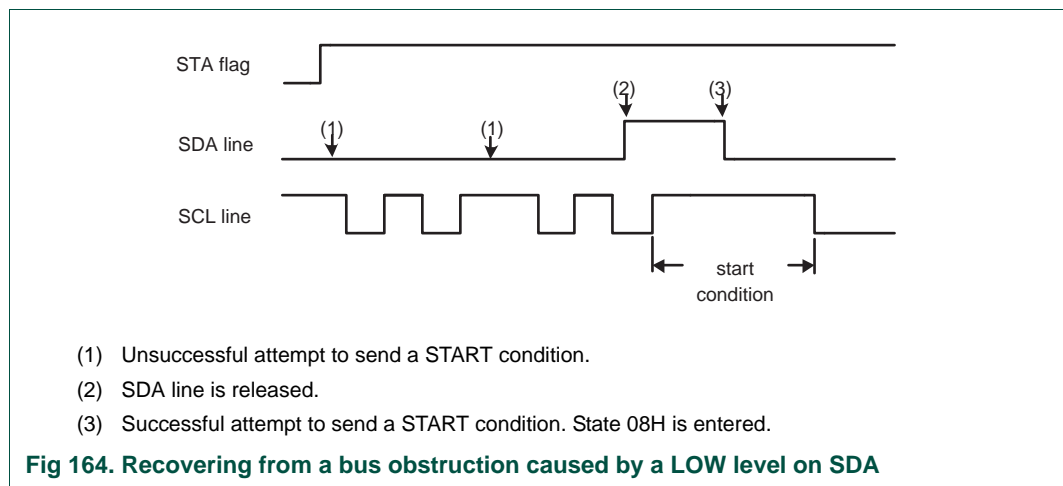 STA flag
(2)
(3)
(1)
(1)
SDA line
SCL line
start
condition
(1) Unsuccessful attempt to send a START condition.
(2) SDA line is released.
(3) Successful attempt to send a START condition. State 08H is entered.
Fig 164. Recovering from a bus obstruction caused by a LOW level on SDA